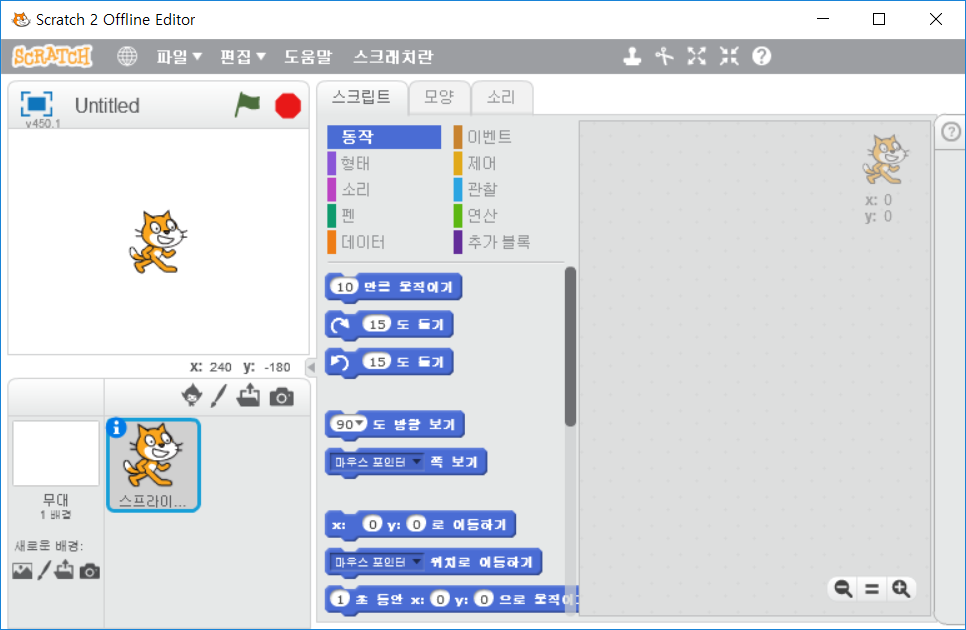 Scratch 2 Offline Editor
SCRATCH 파일▼ 편집▼ 도움말 스크래치란
v450.1 Untitled
스크립트 모양 소리
동작 이벤트
형태 제어
소리 관찰
펜 연산
데이터 추가 블록
x: 0
y: 0
10 만큼 움직이기
15 도 돌기
15 도 돌기
90▼ 도 방향 보기
마우스 포인터 쪽 보기
x: 0 y: 0 로 이동하기
마우스 포인터 위치로 이동하기
1 초 동안 x: 0 y: 0 으로 움직이기
x: 240 y: -180
무대
1 배경
새로운 배경:
스프라이...